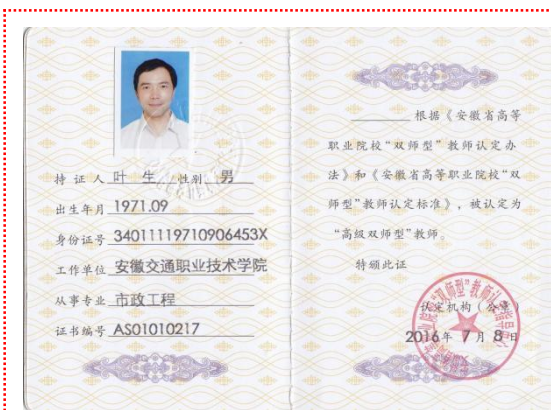 持 证 人 叶 生 性别 男
出生年月 1971.09
身份证号 34011119710906453X
工作单位 安徽交通职业技术学院
从事专业 市政工程
证书编号 AS01010217
根据《安徽省高等
职业院校“双师型”教师认定办
法》和《安徽省高等职业院校“双
师型”教师认定标准》，被认定为
“高级双师型”教师。
特颁此证
认定机构（公章）
2016年 7月 8日